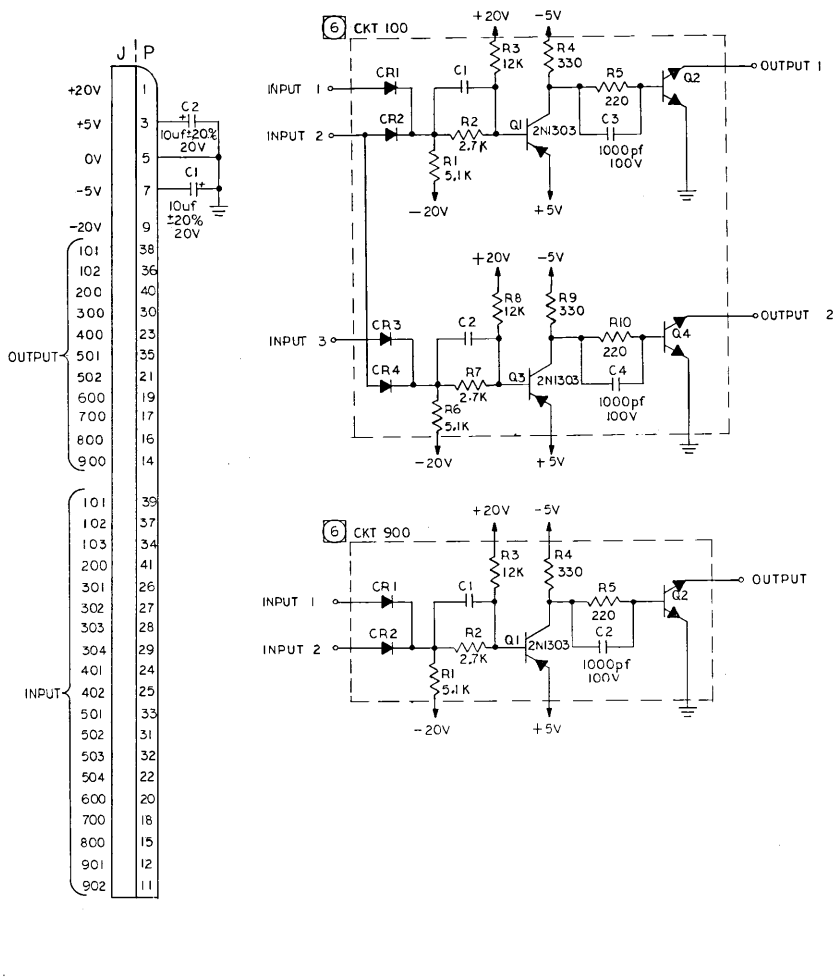 J P
+20V 1
+5V 3
0V 5
-5V 7
-20V 9
C2
+
10uf±20%
20V
C1
+
10uf
±20%
20V
OUTPUT
101 38
102 36
200 40
300 30
400 23
501 35
502 21
600 19
700 17
800 16
900 14
INPUT
101 39
102 37
103 34
200 41
301 26
302 27
303 28
304 29
401 24
402 25
501 33
502 31
503 32
504 22
600 20
700 18
800 15
901 12
902 11
6 CKT 100
+20V -5V
R3
12K
R4
330
OUTPUT 1
INPUT 1
CR1
C1
R5
220
Q2
INPUT 2
CR2
R2
2.7K
Q1
2N1303
C3
1000pf
100V
R1
5.1K
-20V
+5V
+20V -5V
R8
12K
R9
330
OUTPUT 2
INPUT 3
CR3
C2
R10
220
Q4
CR4
R7
2.7K
Q3
2N1303
C4
1000pf
100V
R6
5.1K
-20V
+5V
6 CKT 900
+20V -5V
R3
12K
R4
330
OUTPUT
INPUT 1
CR1
C1
R5
220
Q2
INPUT 2
CR2
R2
2.7K
Q1
2N1303
C2
1000pf
100V
R1
5.1K
-20V
+5V